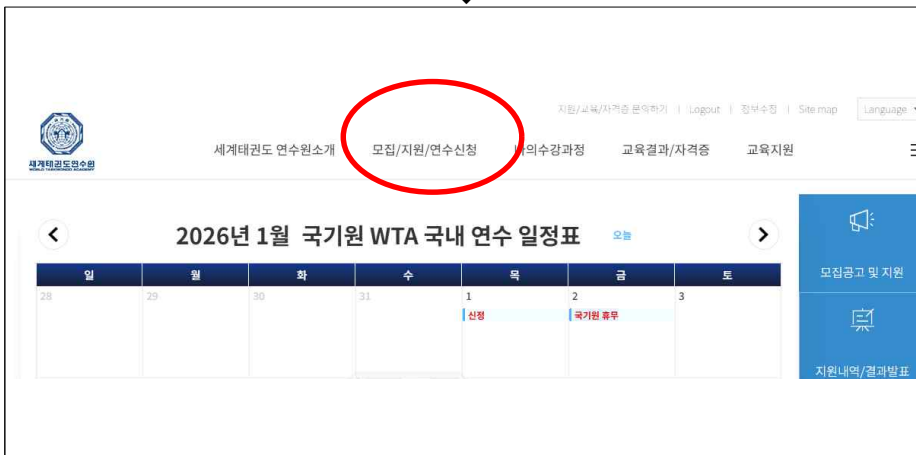 지원/교육/자격증 문의하기 | Logout | 정부수정 | Site map Language
세계태권도연수원
WORLD TAEKWONDO ACADEMY
세계태권도 연수원소개 모집/지원/연수신청 나의수강과정 교육결과/자격증 교육지원
2026년 1월 국기원 WTA 국내 연수 일정표 오늘
일 월 화 수 목 금 토
28 29 30 31 1 2 3
신정 국기원 휴무
모집공고 및 지원
지원내역/결과발표